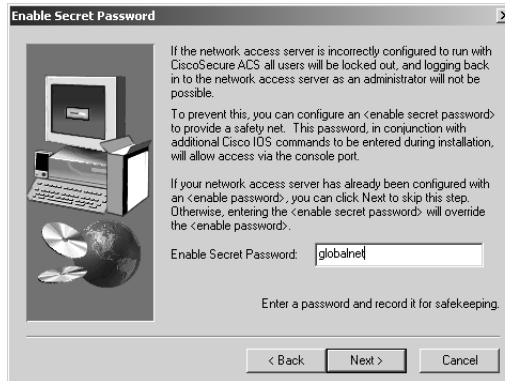 Enable Secret Password
If the network access server is incorrectly configured to run with
CiscoSecure ACS all users will be locked out, and logging back
in to the network access server as an administrator will not be
possible.
To prevent this, you can configure an <enable secret password>
to provide a safety net. This password, in conjunction with
additional Cisco IOS commands to be entered during installation,
will allow access via the console port.
If your network access server has already been configured with
an <enable password>, you can click Next to skip this step.
Otherwise, entering the <enable secret password> will override
the <enable password>.
Enable Secret Password: globalnet
Enter a password and record it for safekeeping.
< Back Next > Cancel